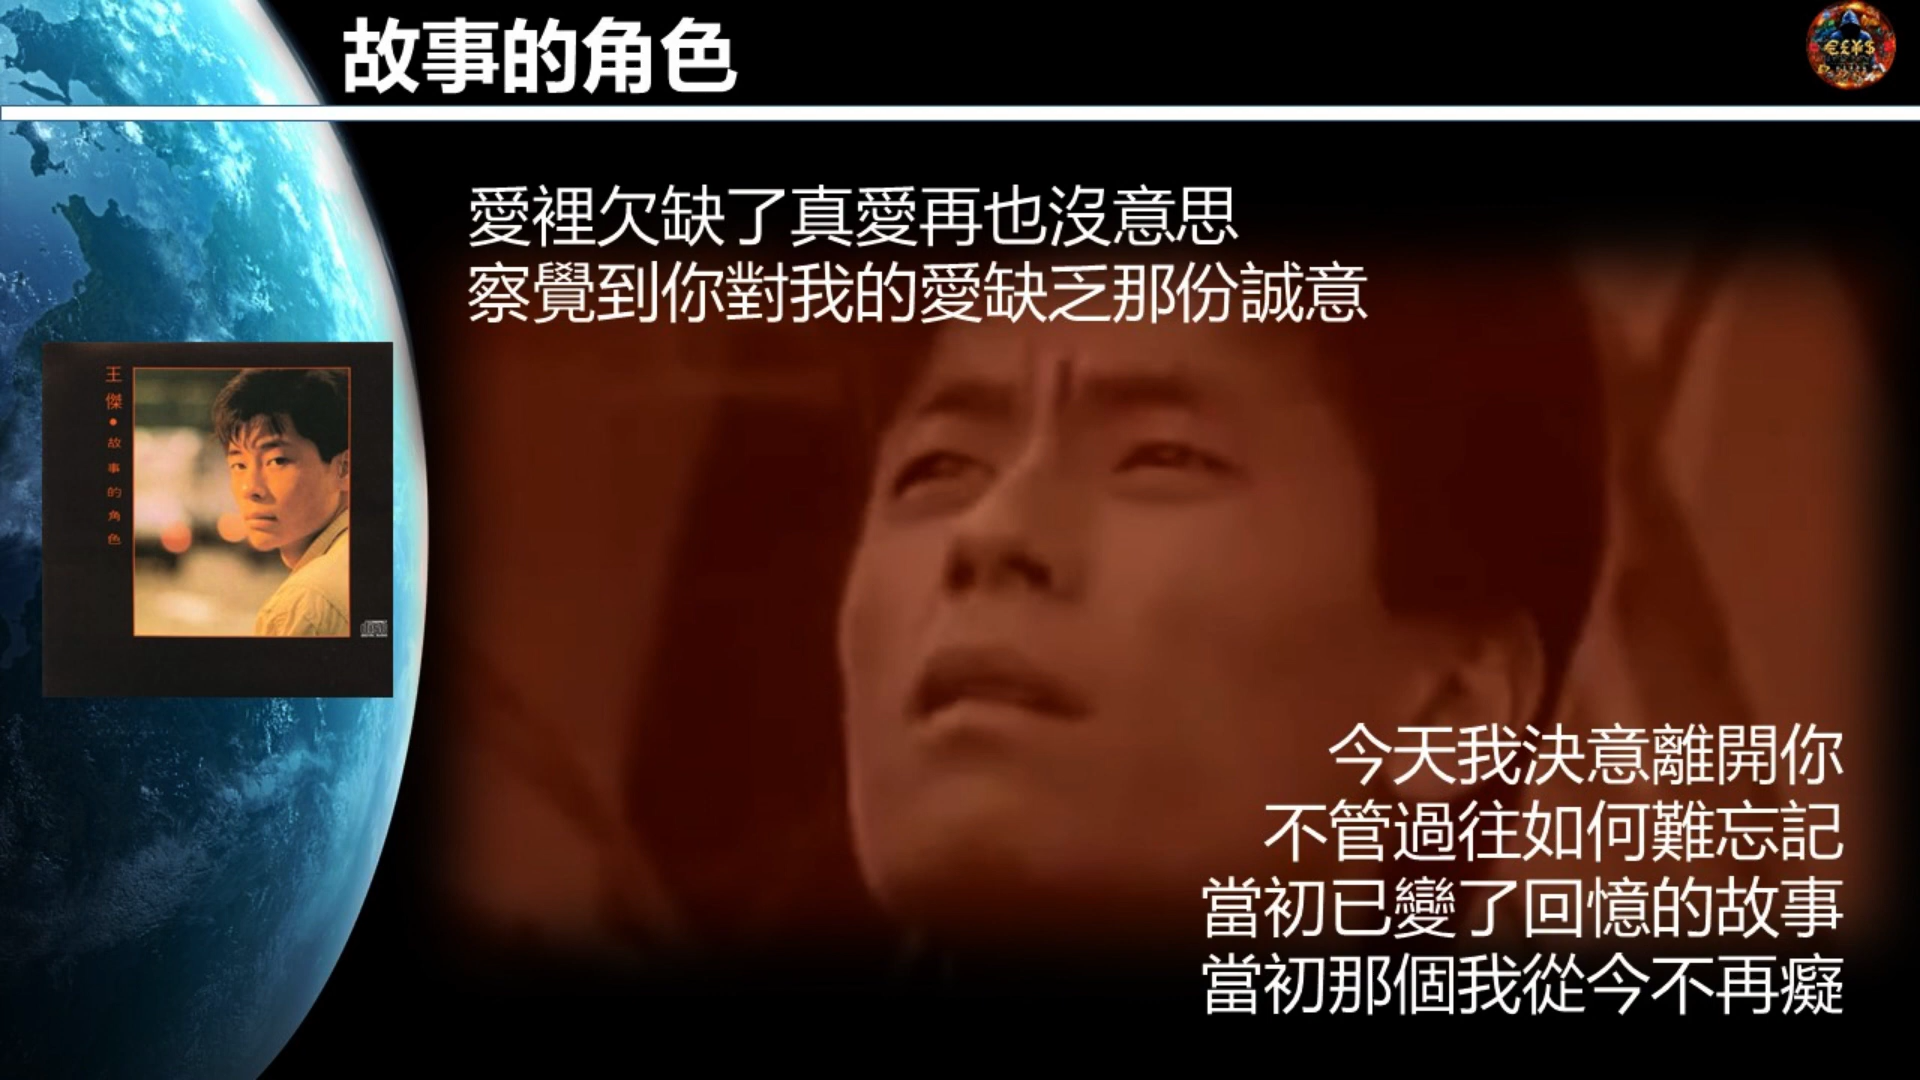 故事的角色
€£¥$
愛裡欠缺了真愛再也沒意思
察覺到你對我的愛缺乏那份誠意
王傑•故事的角色
今天我決意離開你
不管過往如何難忘記
當初已變了回憶的故事
當初那個我從今不再癡